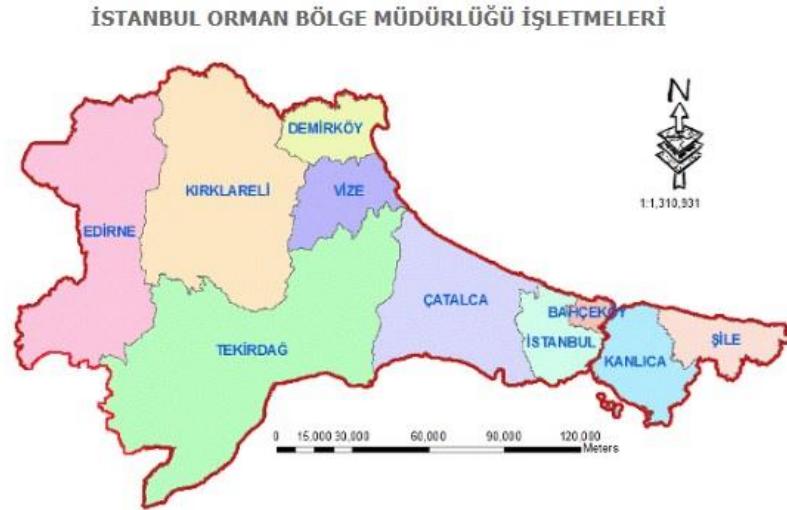 İSTANBUL ORMAN BÖLGE MÜDÜRLÜĞÜ İŞLETMELERİ
N
1:1,310,931
DEMİRKÖY
KIRKLARELİ
VİZE
EDİRNE
ÇATALCA
BAHÇEKÖY
İSTANBUL
ŞİLE
TEKİRDAĞ
KANLICA
0 15,000 30,000 60,000 90,000 120,000
Meters